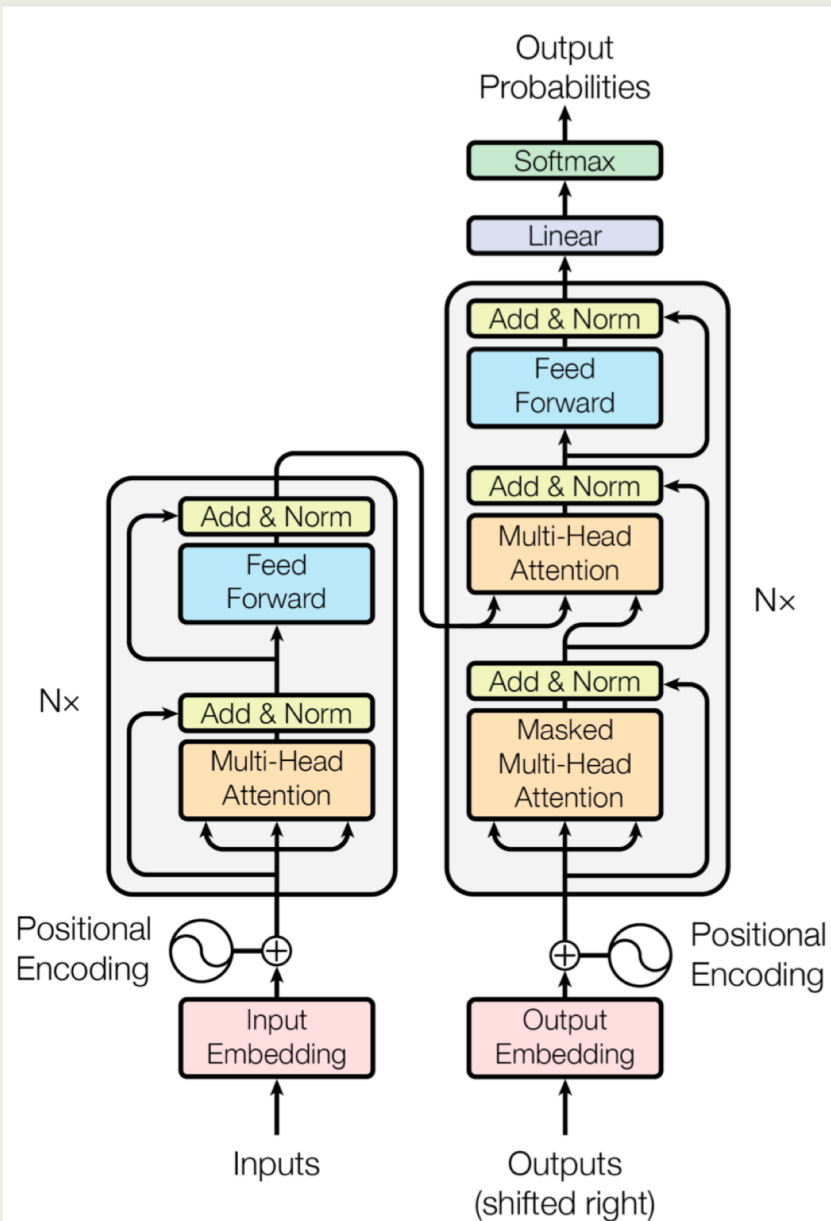 Output
Probabilities
Softmax
Linear
Add & Norm
Feed
Forward
Add & Norm
Multi-Head
Attention
Add & Norm
Masked
Multi-Head
Attention
Nx
Add & Norm
Feed
Forward
Add & Norm
Multi-Head
Attention
Nx
Positional
Encoding
Positional
Encoding
Input
Embedding
Output
Embedding
Inputs
Outputs
(shifted right)